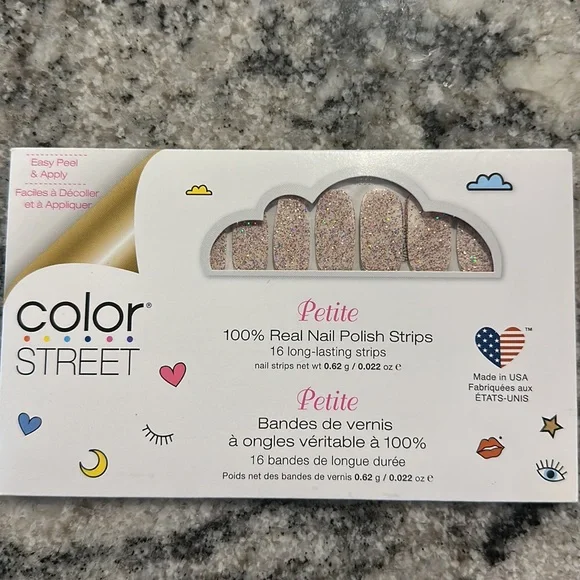 Easy Peel
& Apply
Faciles à Décoller
et à Appliquer
color®
STREET
Petite
100% Real Nail Polish Strips
16 long-lasting strips
nail strips net wt 0.62 g / 0.022 oz ℮
Petite
Bandes de vernis
à ongles véritable à 100%
16 bandes de longue durée
Poids net des bandes de vernis 0.62 g / 0.022 oz ℮
™
Made in USA
Fabriquées aux
ÉTATS-UNIS